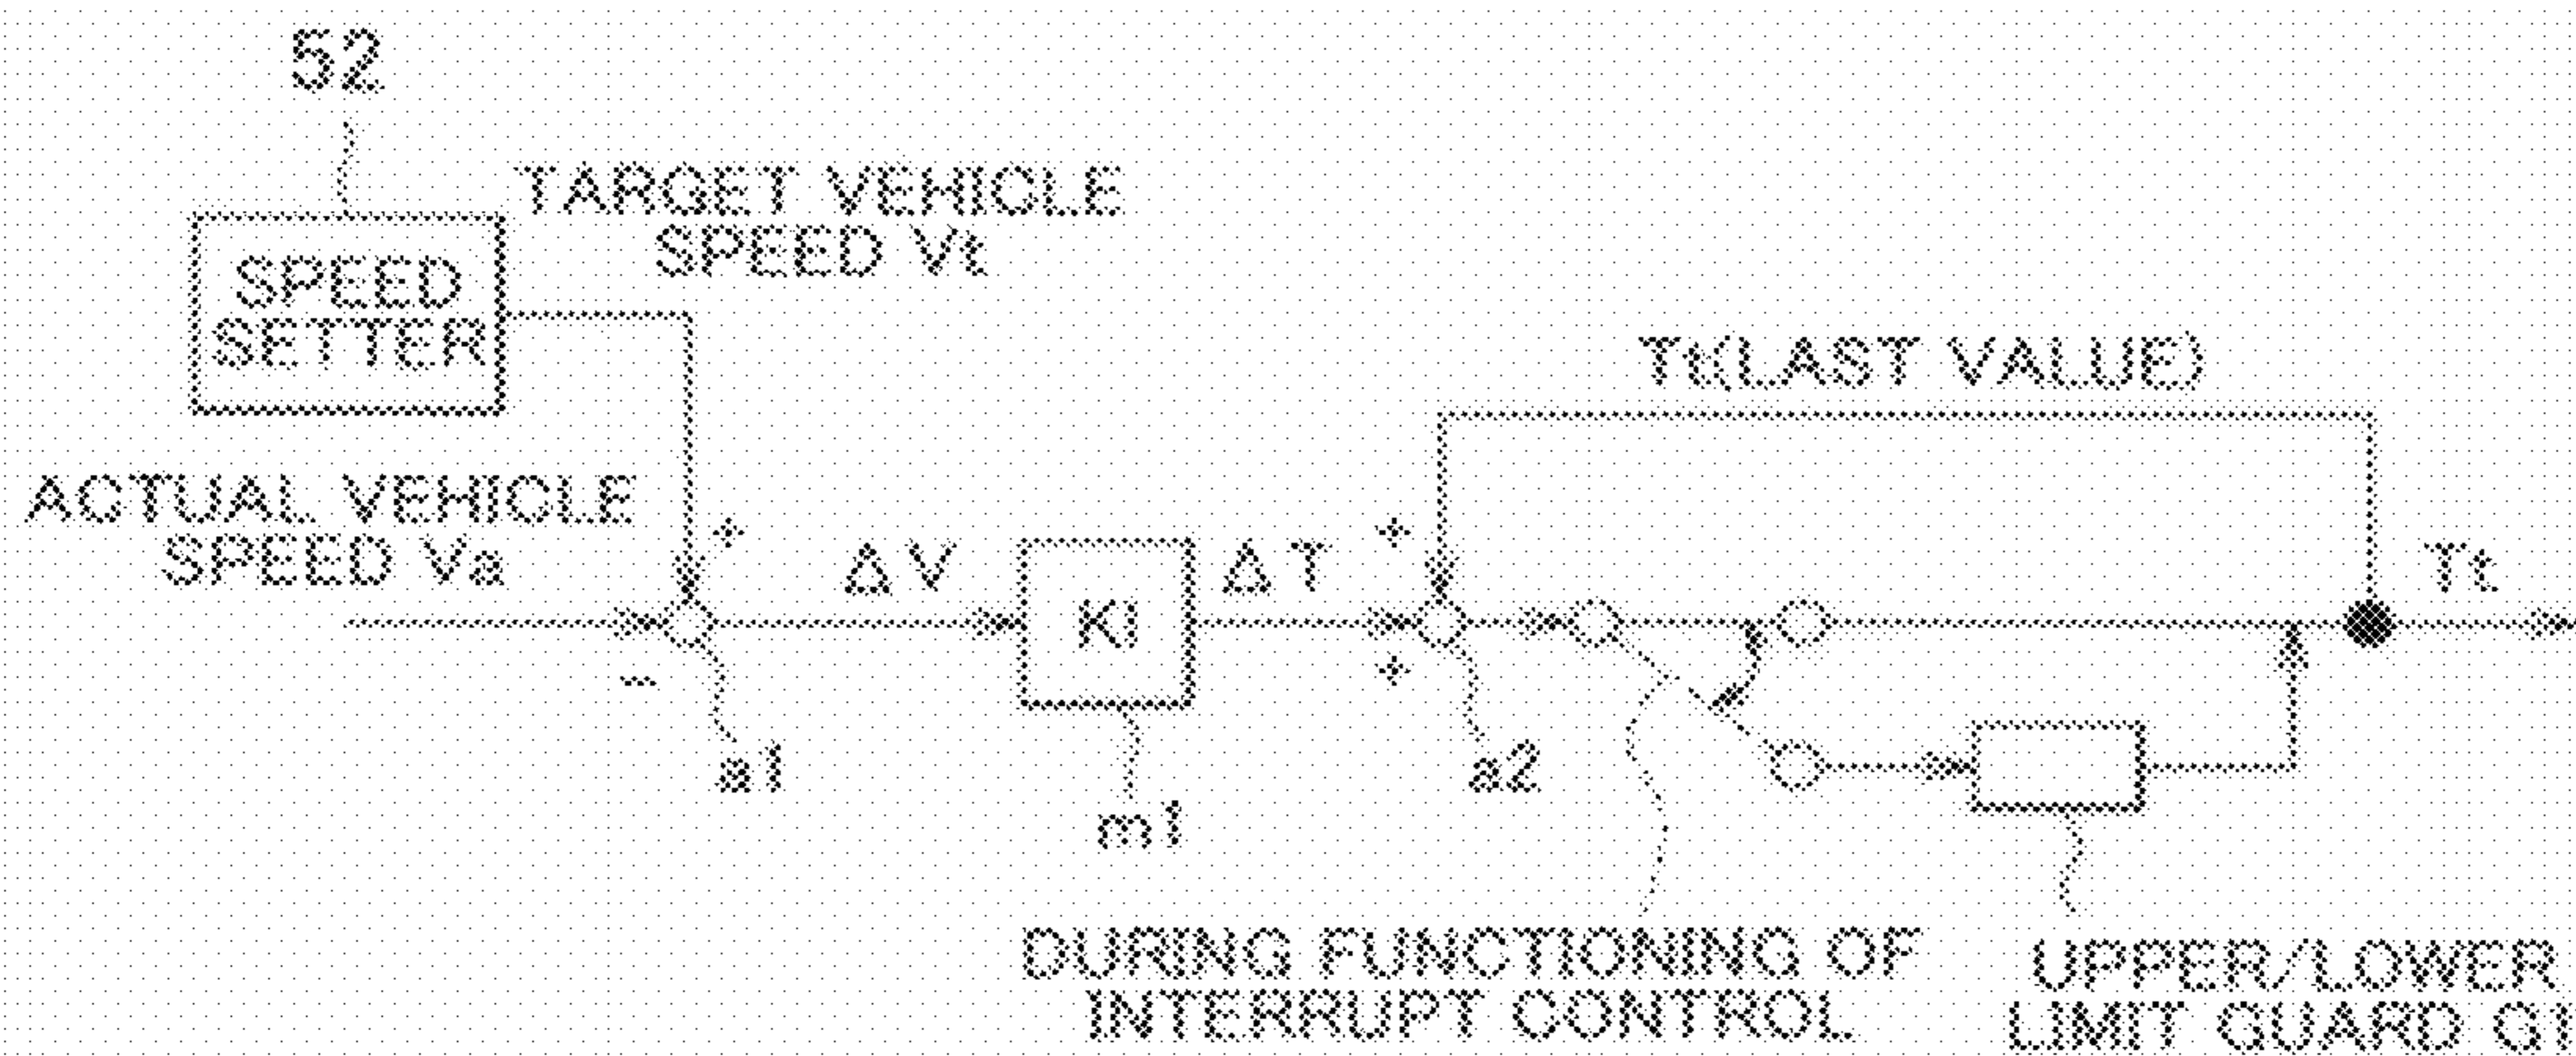 52
TARGET VEHICLE
SPEED Vt
SPEED
SETTER
Tt(LAST VALUE)
ACTUAL VEHICLE
SPEED Va
+
ΔV
ΔT
+
Tt
KI
−
+
a1
a2
m1
DURING FUNCTIONING OF
INTERRUPT CONTROL
UPPER/LOWER
LIMIT GUARD G1